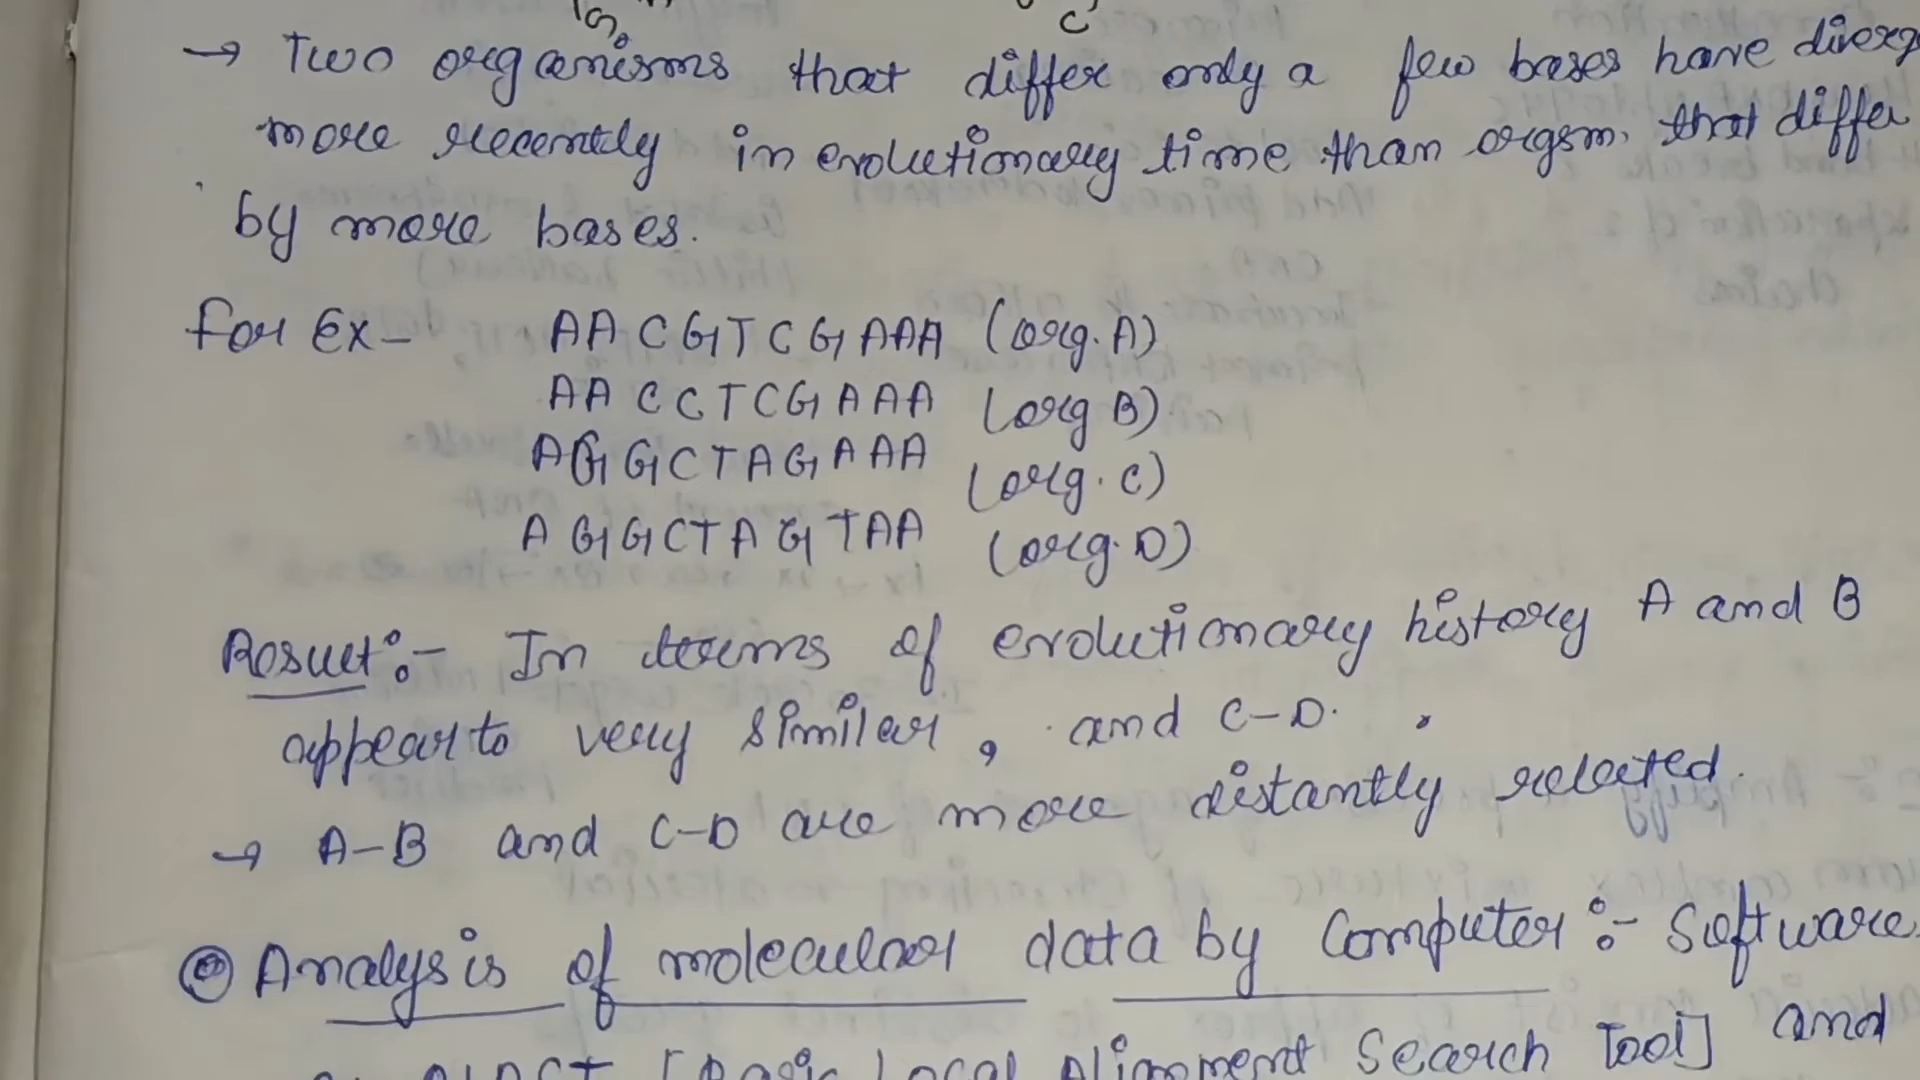 → Two organisms that differ only a few bases have diverg
more recently in evolutionary time than orgsm. that differ
by more bases.
for Ex- AACGTCGAAA (org. A)
AACCTCGAAA (org B)
AGGCTAGAAA (org. C)
AGGCTAGTAA (org. D)
Result:- In terms of evolutionary history A and B
appear to very similar, and C-D.
→ A-B and C-D are more distantly related.
Analysis of molecular data by Computer:- Software
[Basic Local Alignment Search Tool] and